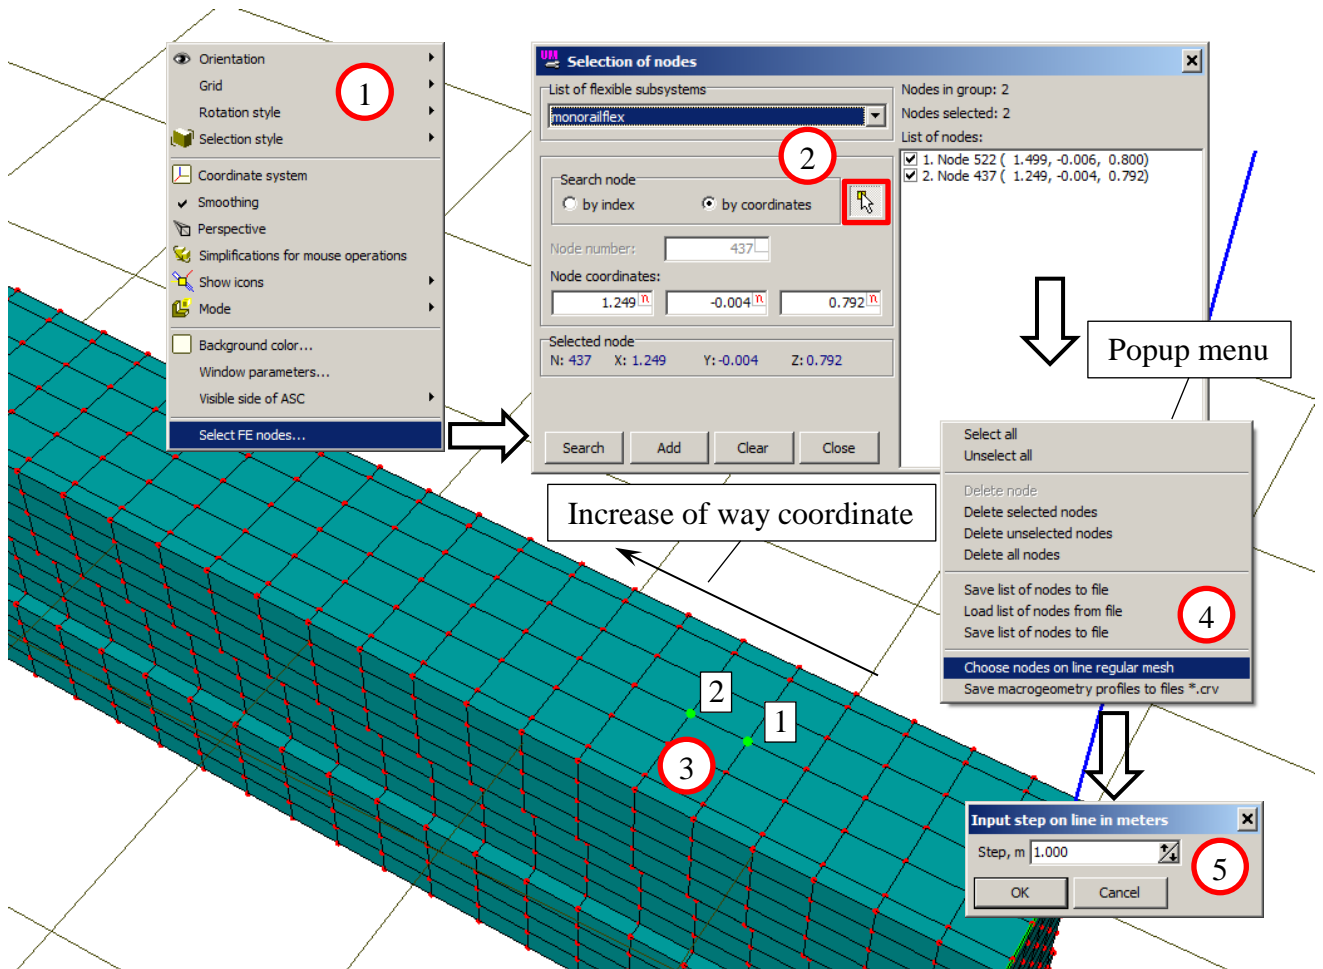 Orientation
Grid
Rotation style
Selection style
Coordinate system
Smoothing
Perspective
Simplifications for mouse operations
Show icons
Mode
Background color...
Window parameters...
Visible side of ASC
Select FE nodes...
1
UM
Selection of nodes
List of flexible subsystems
monorailflex
2
Search node
by index
by coordinates
Node number:
437
Node coordinates:
1.249 n
-0.004 n
0.792 n
Selected node
N: 437 X: 1.249 Y:-0.004 Z: 0.792
Search
Add
Clear
Close
Nodes in group: 2
Nodes selected: 2
List of nodes:
1. Node 522 ( 1.499, -0.006, 0.800)
2. Node 437 ( 1.249, -0.004, 0.792)
Popup menu
Select all
Unselect all
Delete node
Delete selected nodes
Delete unselected nodes
Delete all nodes
Save list of nodes to file
Load list of nodes from file
Save list of nodes to file
Choose nodes on line regular mesh
Save macrogeometry profiles to files *.crv
4
Increase of way coordinate
2
1
3
Input step on line in meters
Step, m 1.000
OK
Cancel
5